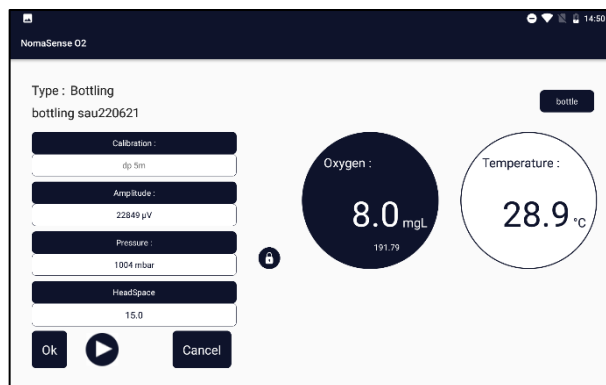 14:50
NomaSense O2
Type : Bottling
bottling sau220621
bottle
Calibration :
dp 5m
Amplitude :
22849 µV
Pressure :
1004 mbar
HeadSpace
15.0
Oxygen :
8.0 mgL
191.79
Temperature :
28.9 °C
Ok
Cancel